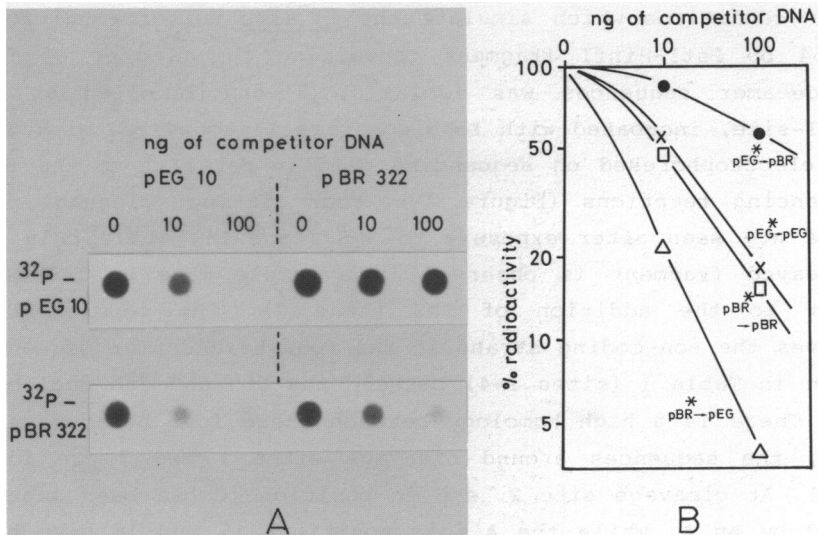 ng of competitor DNA
pEG 10 pBR 322
0 10 100 0 10 100
32p –
p EG 10
32p –
pBR 322
A
ng of competitor DNA
0 10 100
% radioactivity
100
50
20
10
5
*
pEG→pBR
*
pEG→pEG
*
pBR
→pBR
*
pBR→pEG
B